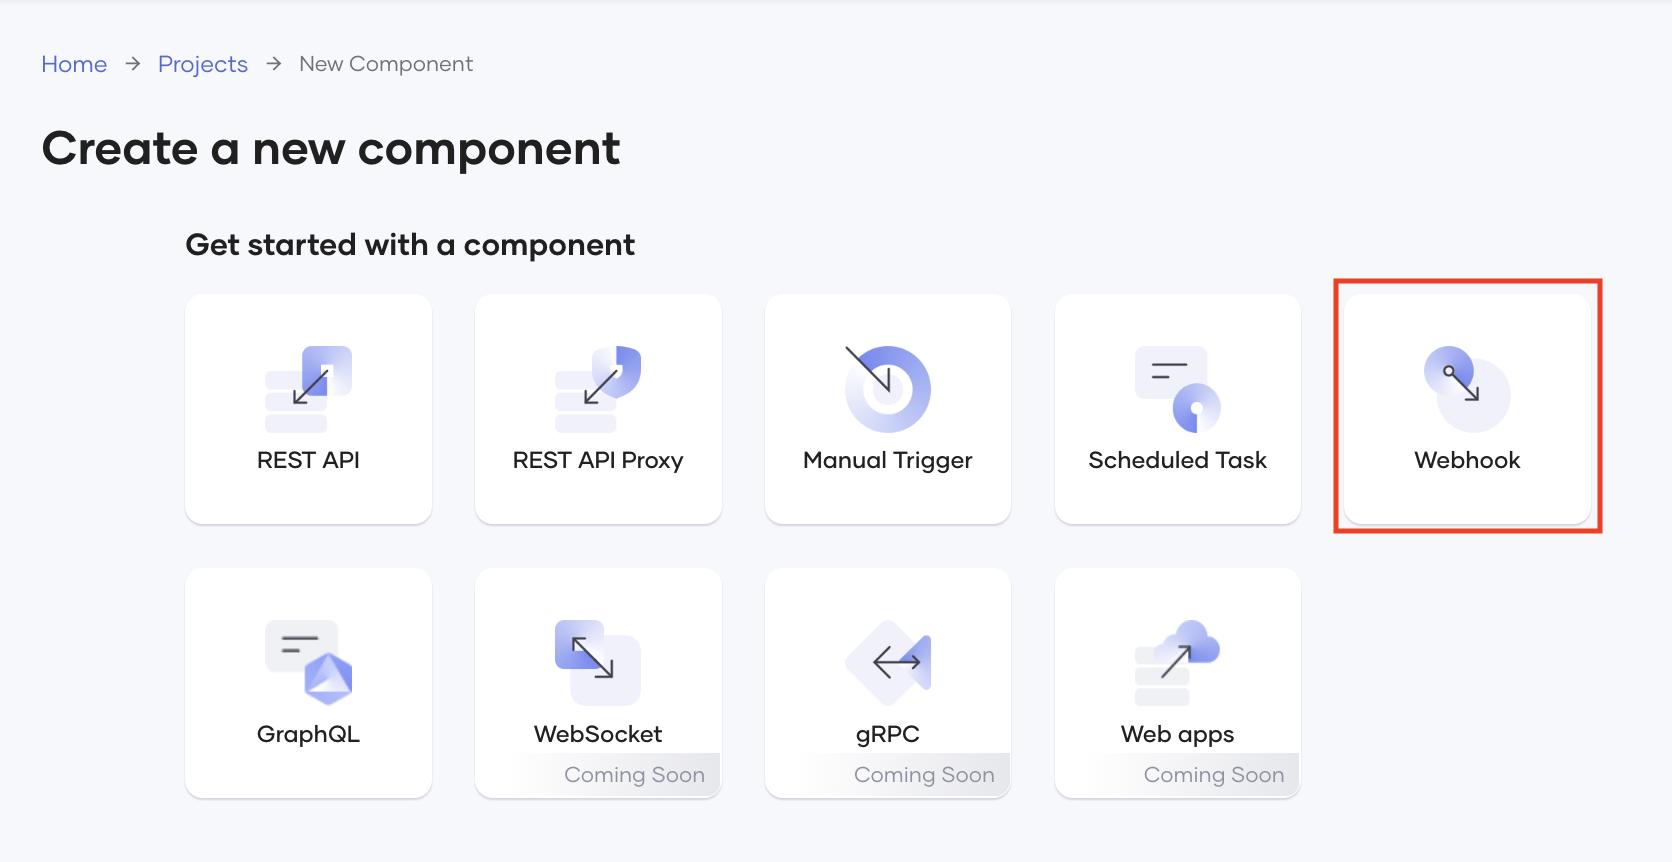 Home → Projects → New Component
Create a new component
Get started with a component
REST API
REST API Proxy
Manual Trigger
Scheduled Task
Webhook
GraphQL
WebSocket
Coming Soon
gRPC
Coming Soon
Web apps
Coming Soon